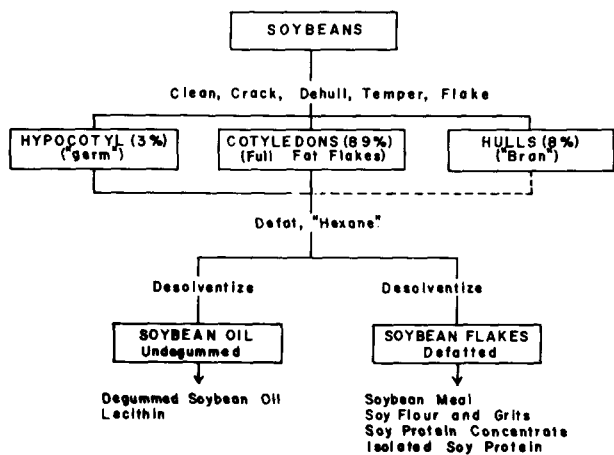 SOYBEANS
Clean, Crack, Dehull, Temper, Flake
HYPOCOTYL (3%)
("germ")
COTYLEDONS (89%)
(Full Fat Flakes)
HULLS (8%)
("Bran")
Defat, "Hexane"
Desolventize
Desolventize
SOYBEAN OIL
Undegummed
SOYBEAN FLAKES
Defatted
Degummed Soybean Oil
Lecithin
Soybean Meal
Soy Flour and Grits
Soy Protein Concentrate
Isolated Soy Protein